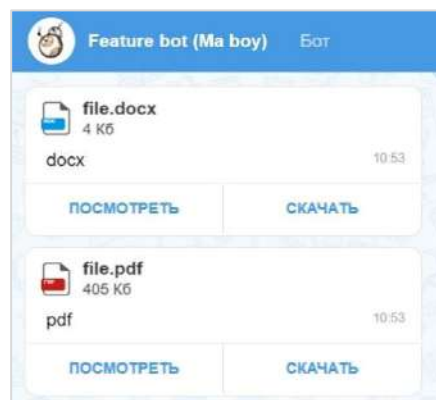 Feature bot (Ma boy) Бот
file.docx
4 Кб
docx 10:53
ПОСМОТРЕТЬ СКАЧАТЬ
file.pdf
405 Кб
pdf 10:53
ПОСМОТРЕТЬ СКАЧАТЬ